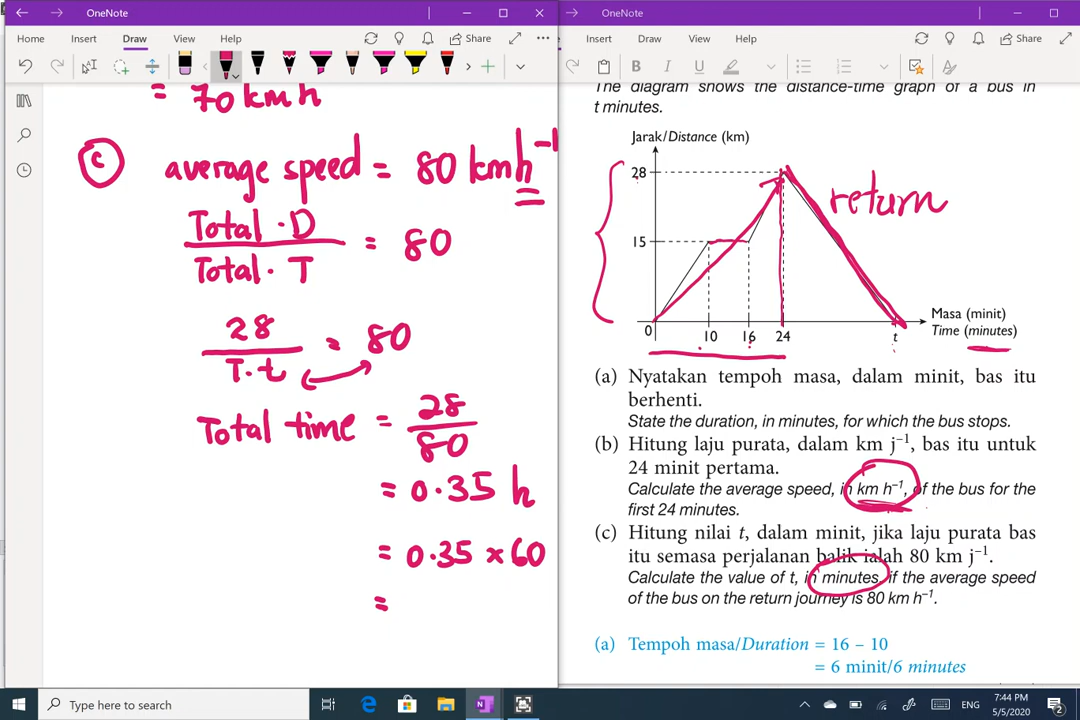 OneNote
OneNote
Home Insert Draw View Help Share
Insert Draw View Help Share
= 70 km h
(c) average speed = 80 km h⁻¹
Total · D / Total · T = 80
28 / T · t = 80
Total time = 28 / 80
= 0.35 h
= 0.35 × 60
=
The diagram shows the distance-time graph of a bus in
t minutes.
Jarak/Distance (km)
28
return
15
Masa (minit)
Time (minutes)
0 10 16 24 t
(a) Nyatakan tempoh masa, dalam minit, bas itu
berhenti.
State the duration, in minutes, for which the bus stops.
(b) Hitung laju purata, dalam km j⁻¹, bas itu untuk
24 minit pertama.
Calculate the average speed, in km h⁻¹, of the bus for the
first 24 minutes.
(c) Hitung nilai t, dalam minit, jika laju purata bas
itu semasa perjalanan balik ialah 80 km j⁻¹.
Calculate the value of t, in minutes, if the average speed
of the bus on the return journey is 80 km h⁻¹.
(a) Tempoh masa/Duration = 16 – 10
= 6 minit/6 minutes
Type here to search
ENG
7:44 PM
5/5/2020
2